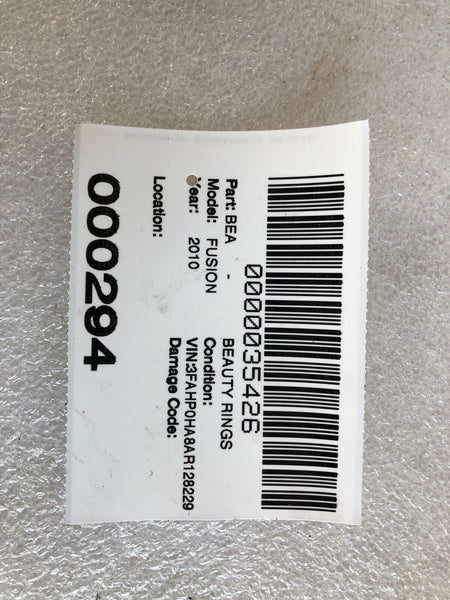 0000035426
Part: BEA - BEAUTY RINGS
Model: FUSION Condition:
Year: 2010 VIN:3FAHP0HA8AR128229
Location: Damage Code:
000294